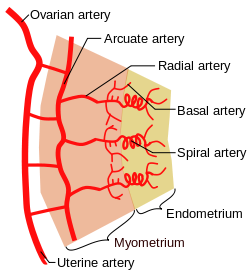 Ovarian artery
Arcuate artery
Radial artery
Basal artery
Spiral artery
Endometrium
Myometrium
Uterine artery